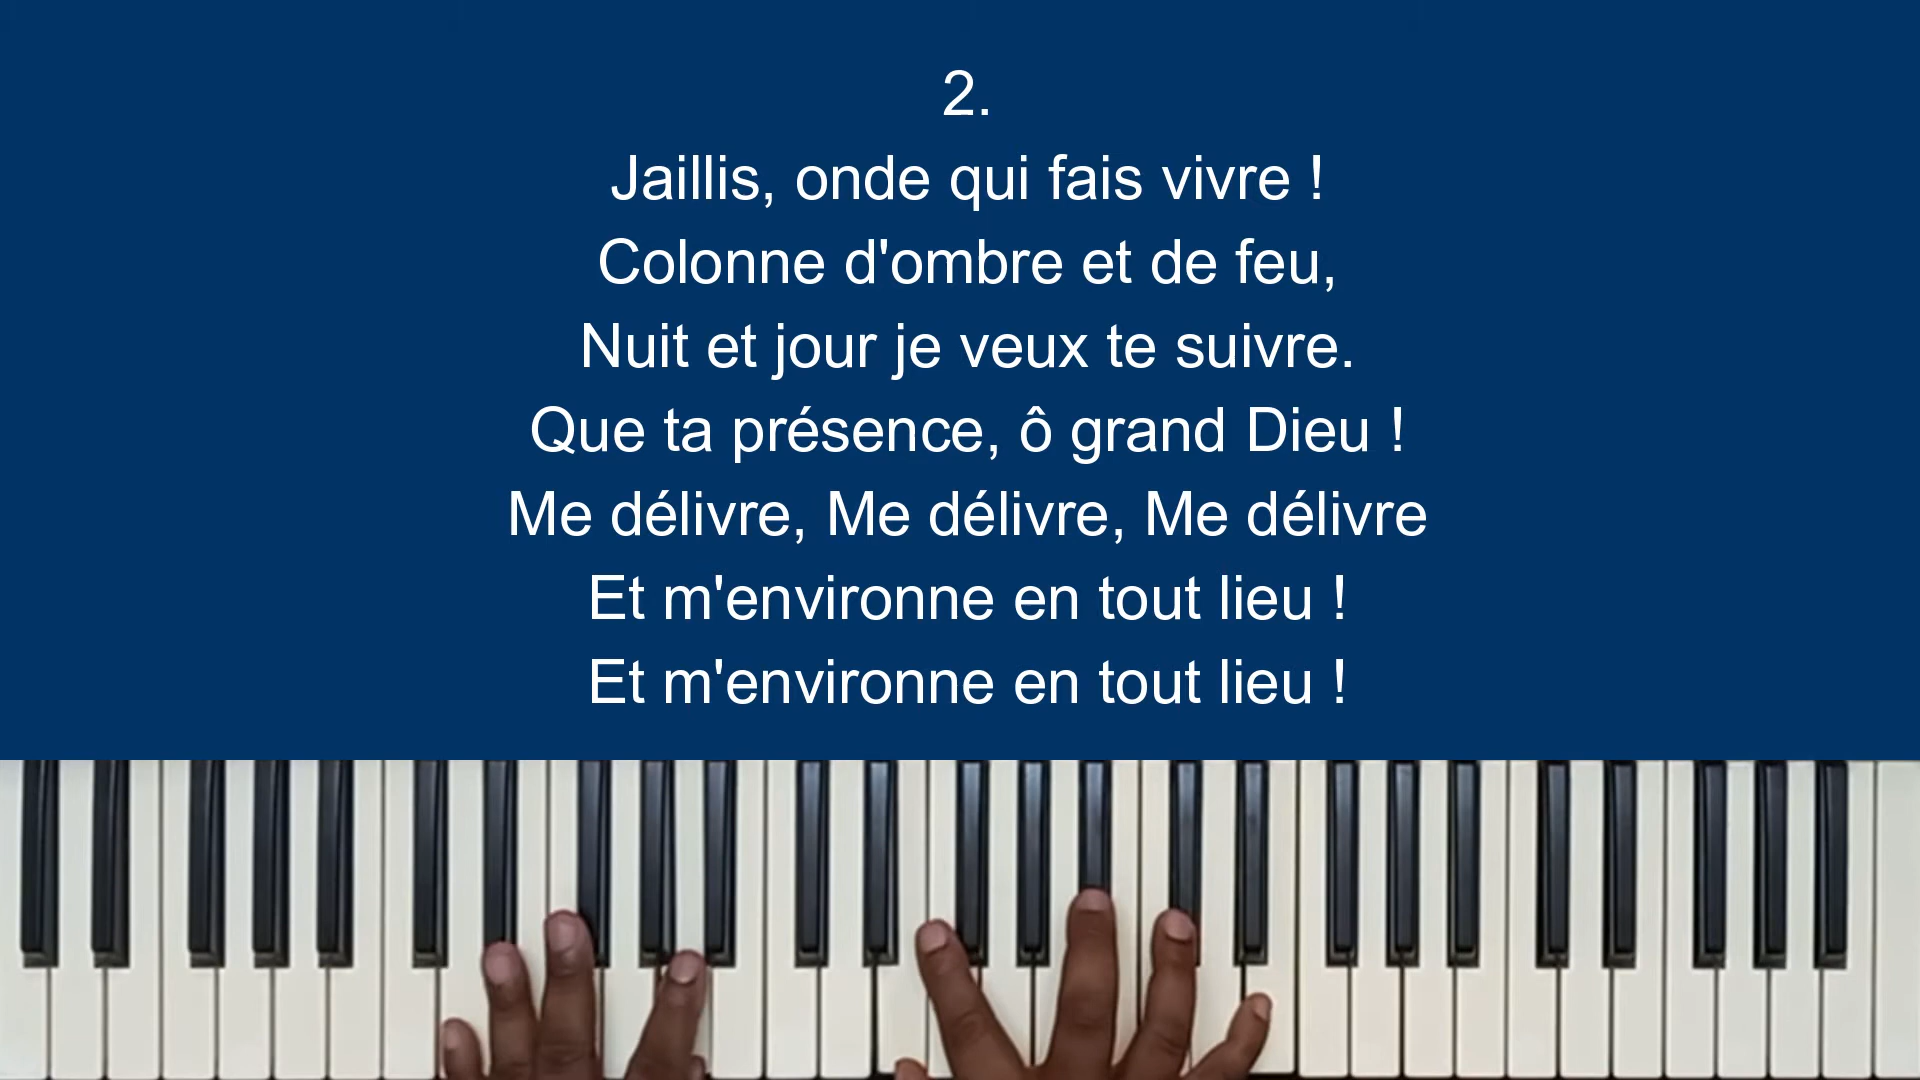 2.
Jaillis, onde qui fais vivre !
Colonne d'ombre et de feu,
Nuit et jour je veux te suivre.
Que ta présence, ô grand Dieu !
Me délivre, Me délivre, Me délivre
Et m'environne en tout lieu !
Et m'environne en tout lieu !